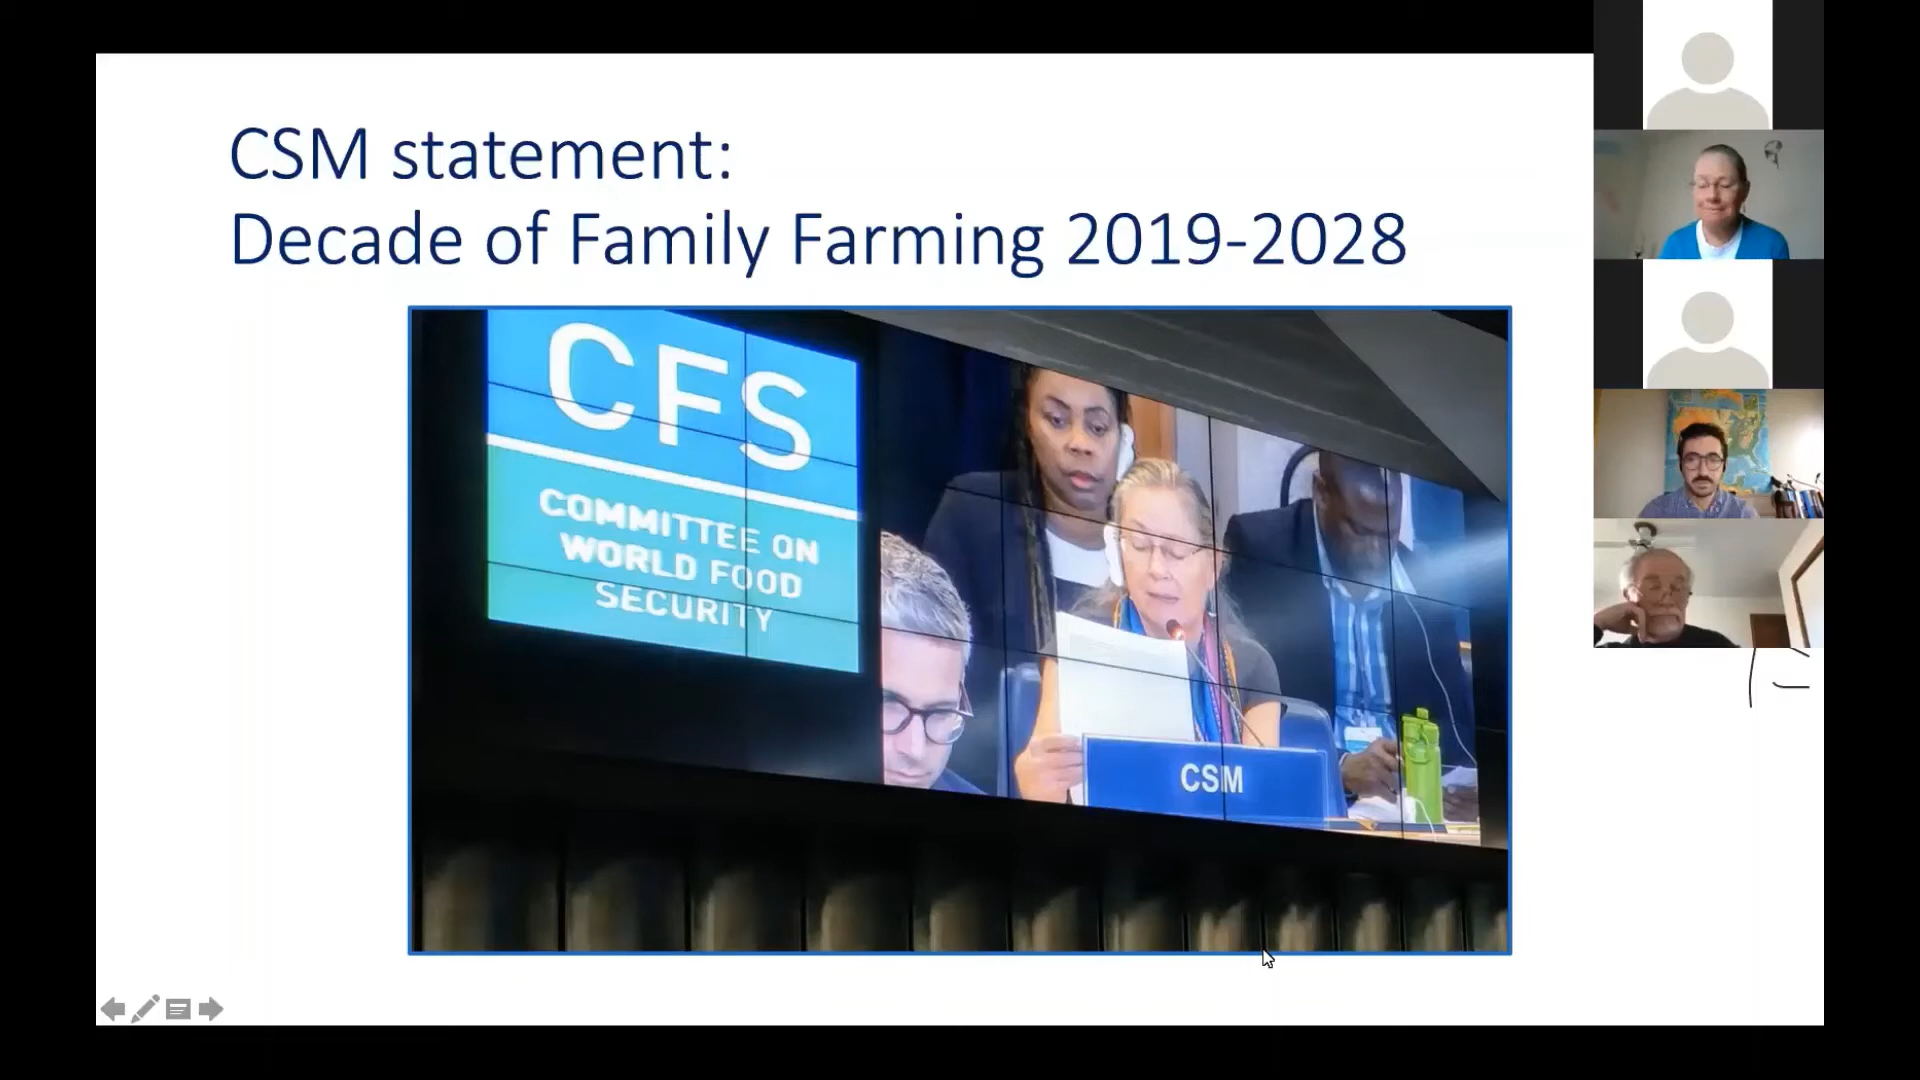 CSM statement:
Decade of Family Farming 2019-2028
CFS
COMMITTEE ON
WORLD FOOD
SECURITY
CSM